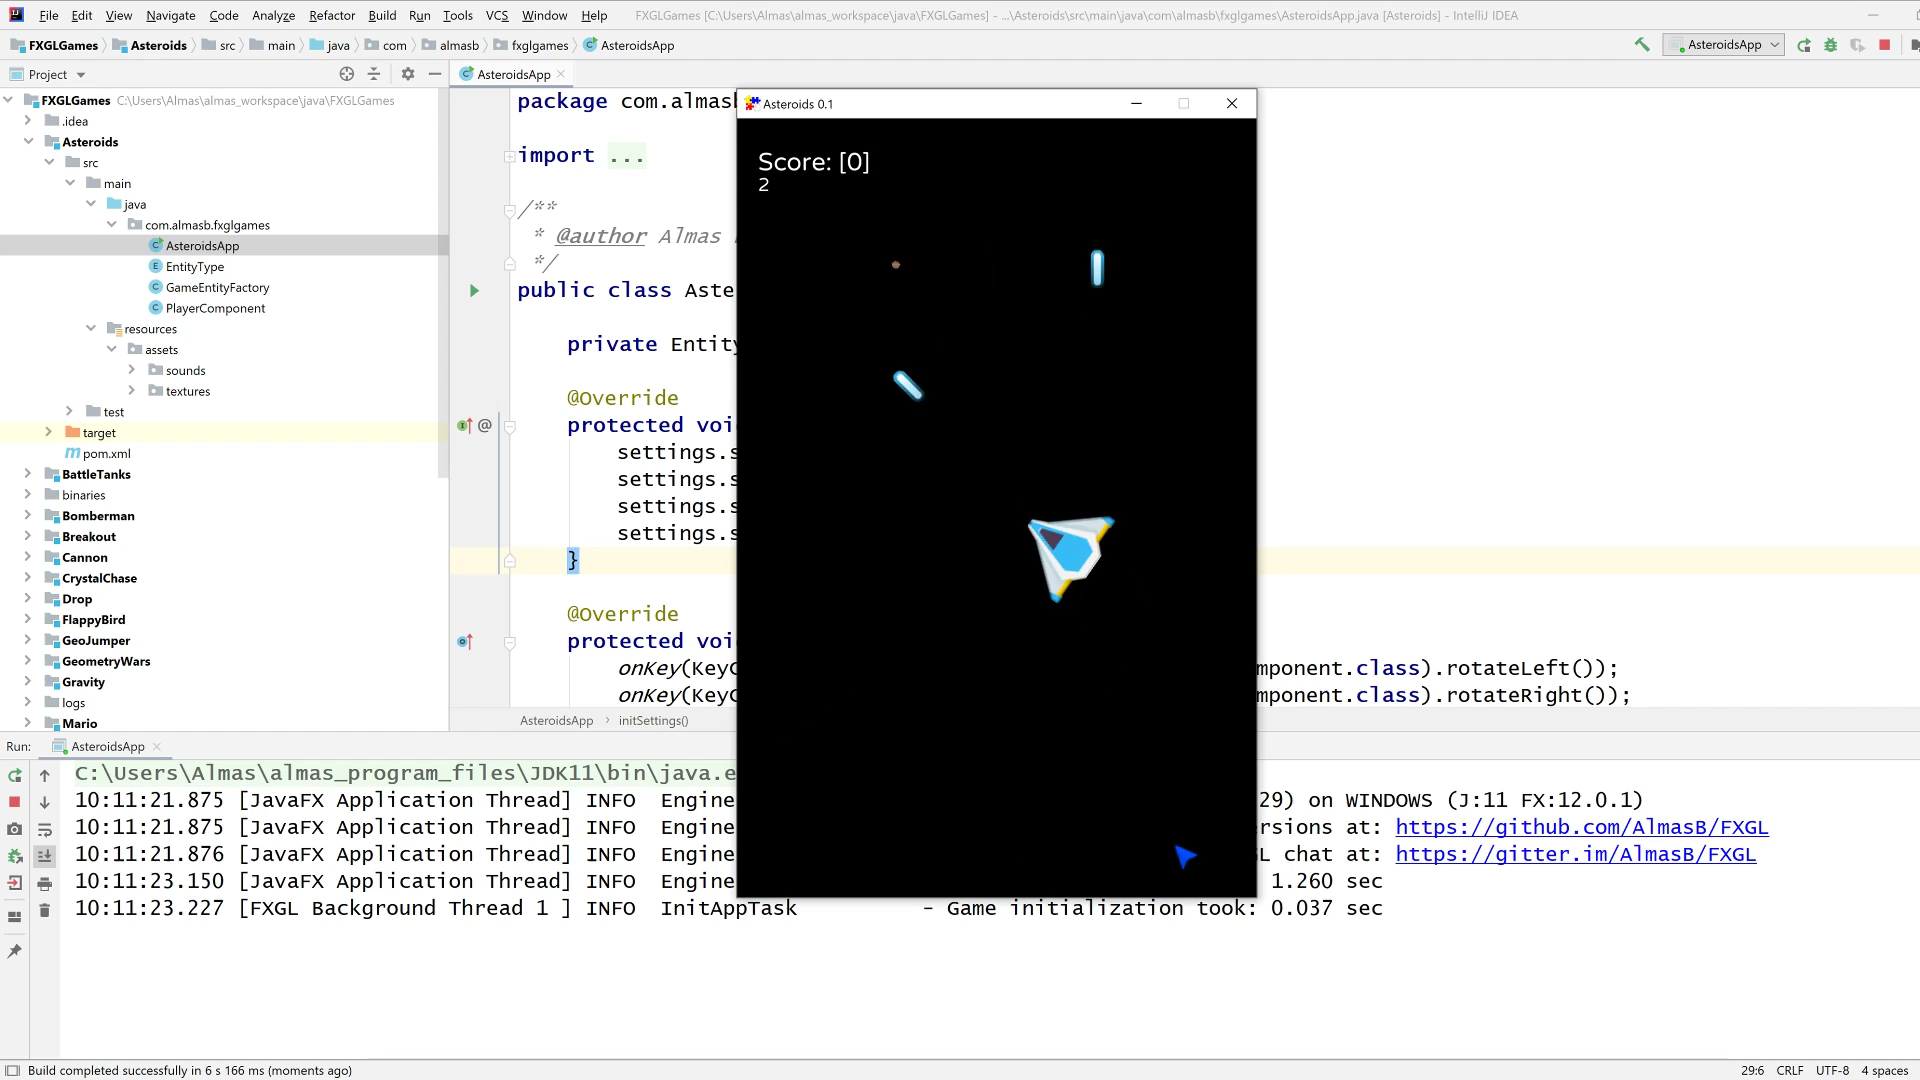 File Edit View Navigate Code Analyze Refactor Build Run Tools VCS Window Help FXGLGames [C:\Users\Almas\almas_workspace\java\FXGLGames] - ...\Asteroids\src\main\java\com\almasb\fxglgames\AsteroidsApp.java [Asteroids] - IntelliJ IDEA
FXGLGames Asteroids src main java com almasb fxglgames AsteroidsApp AsteroidsApp
Project
AsteroidsApp
FXGLGames C:\Users\Almas\almas_workspace\java\FXGLGames
.idea
Asteroids
src
main
java
com.almasb.fxglgames
AsteroidsApp
EntityType
GameEntityFactory
PlayerComponent
resources
assets
sounds
textures
test
target
pom.xml
BattleTanks
binaries
Bomberman
Breakout
Cannon
CrystalChase
Drop
FlappyBird
GeoJumper
GeometryWars
Gravity
logs
Mario
package com.almasb
import ...
/**
* @author Almas
*/
public class Aste
private Entity
@Override
protected voi
settings.s
settings.s
settings.s
settings.s
}
@Override
protected voi
onKey(KeyC mponent.class).rotateLeft());
onKey(KeyC mponent.class).rotateRight());
AsteroidsApp › initSettings()
Asteroids 0.1
Score: [0]
2
Run: AsteroidsApp
C:\Users\Almas\almas_program_files\JDK11\bin\java.e
10:11:21.875 [JavaFX Application Thread] INFO Engine 29) on WINDOWS (J:11 FX:12.0.1)
10:11:21.875 [JavaFX Application Thread] INFO Engine rsions at: https://github.com/AlmasB/FXGL
10:11:21.876 [JavaFX Application Thread] INFO Engine L chat at: https://gitter.im/AlmasB/FXGL
10:11:23.150 [JavaFX Application Thread] INFO Engine 1.260 sec
10:11:23.227 [FXGL Background Thread 1 ] INFO InitAppTask - Game initialization took: 0.037 sec
Build completed successfully in 6 s 166 ms (moments ago) 29:6 CRLF UTF-8 4 spaces